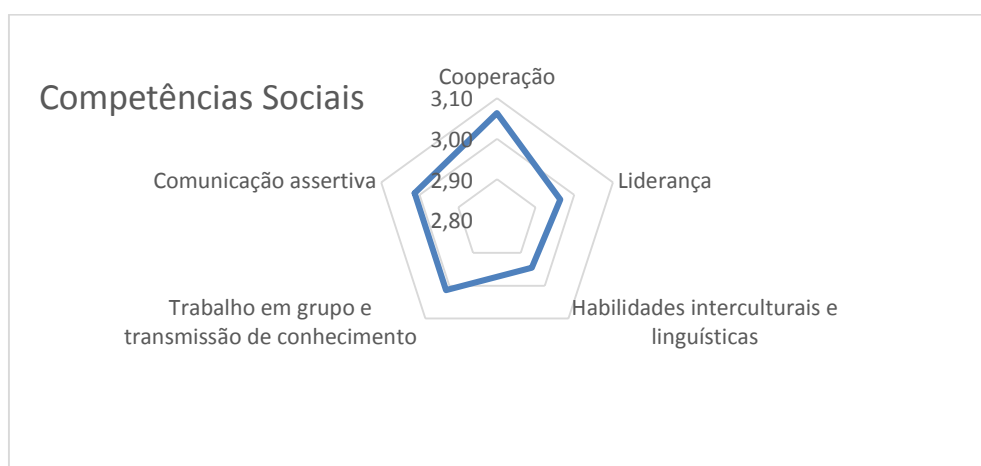 Competências Sociais
Cooperação
3,10
3,00
2,90
2,80
Comunicação assertiva
Liderança
Trabalho em grupo e
transmissão de conhecimento
Habilidades interculturais e
linguísticas